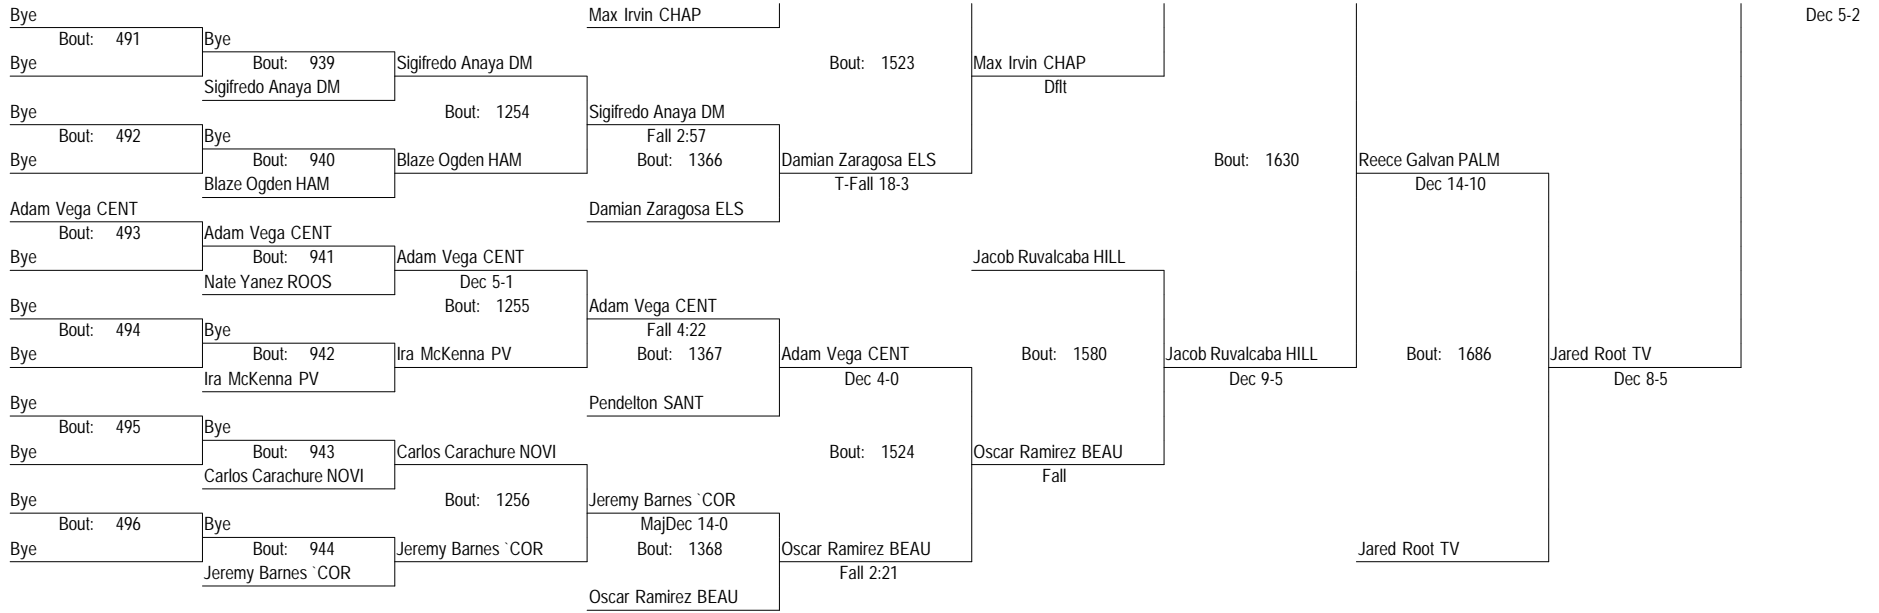 Bye
Max Irvin CHAP
Dec 5-2
Bout: 491
Bye
Bye
Bout: 939
Sigifredo Anaya DM
Bout: 1523
Max Irvin CHAP
Sigifredo Anaya DM
Dflt
Bye
Bout: 1254
Sigifredo Anaya DM
Bout: 492
Bye
Fall 2:57
Bye
Bout: 940
Blaze Ogden HAM
Bout: 1366
Damian Zaragosa ELS
Bout: 1630
Reece Galvan PALM
Blaze Ogden HAM
T-Fall 18-3
Dec 14-10
Adam Vega CENT
Damian Zaragosa ELS
Bout: 493
Adam Vega CENT
Bye
Bout: 941
Adam Vega CENT
Jacob Ruvalcaba HILL
Nate Yanez ROOS
Dec 5-1
Bye
Bout: 1255
Adam Vega CENT
Bout: 494
Bye
Fall 4:22
Bye
Bout: 942
Ira McKenna PV
Bout: 1367
Adam Vega CENT
Bout: 1580
Jacob Ruvalcaba HILL
Bout: 1686
Jared Root TV
Ira McKenna PV
Dec 4-0
Dec 9-5
Dec 8-5
Bye
Pendelton SANT
Bout: 495
Bye
Bye
Bout: 943
Carlos Carachure NOVI
Bout: 1524
Oscar Ramirez BEAU
Carlos Carachure NOVI
Fall
Bye
Bout: 1256
Jeremy Barnes `COR
Bout: 496
Bye
MajDec 14-0
Bye
Bout: 944
Jeremy Barnes `COR
Bout: 1368
Oscar Ramirez BEAU
Jared Root TV
Jeremy Barnes `COR
Fall 2:21
Oscar Ramirez BEAU